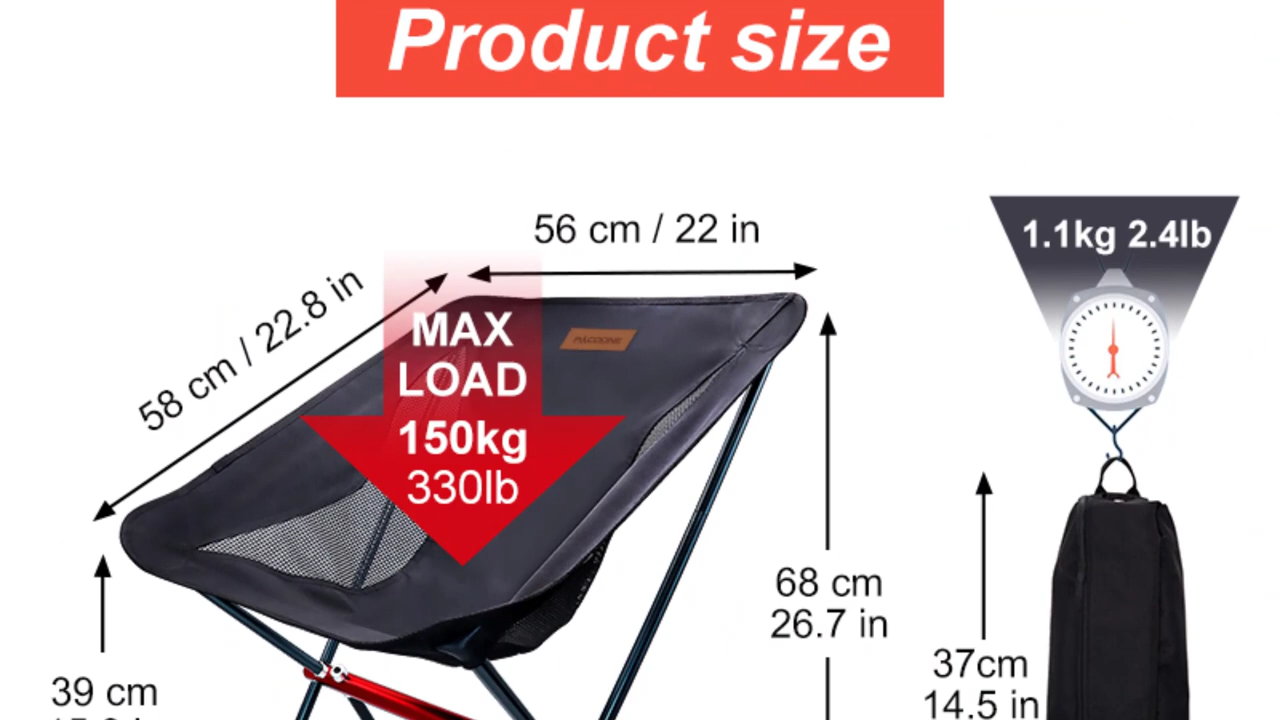 Product size
56 cm / 22 in
1.1kg 2.4lb
58 cm / 22.8 in
MAX
LOAD
150kg
330lb
PACOONE
68 cm
26.7 in
37cm
14.5 in
39 cm